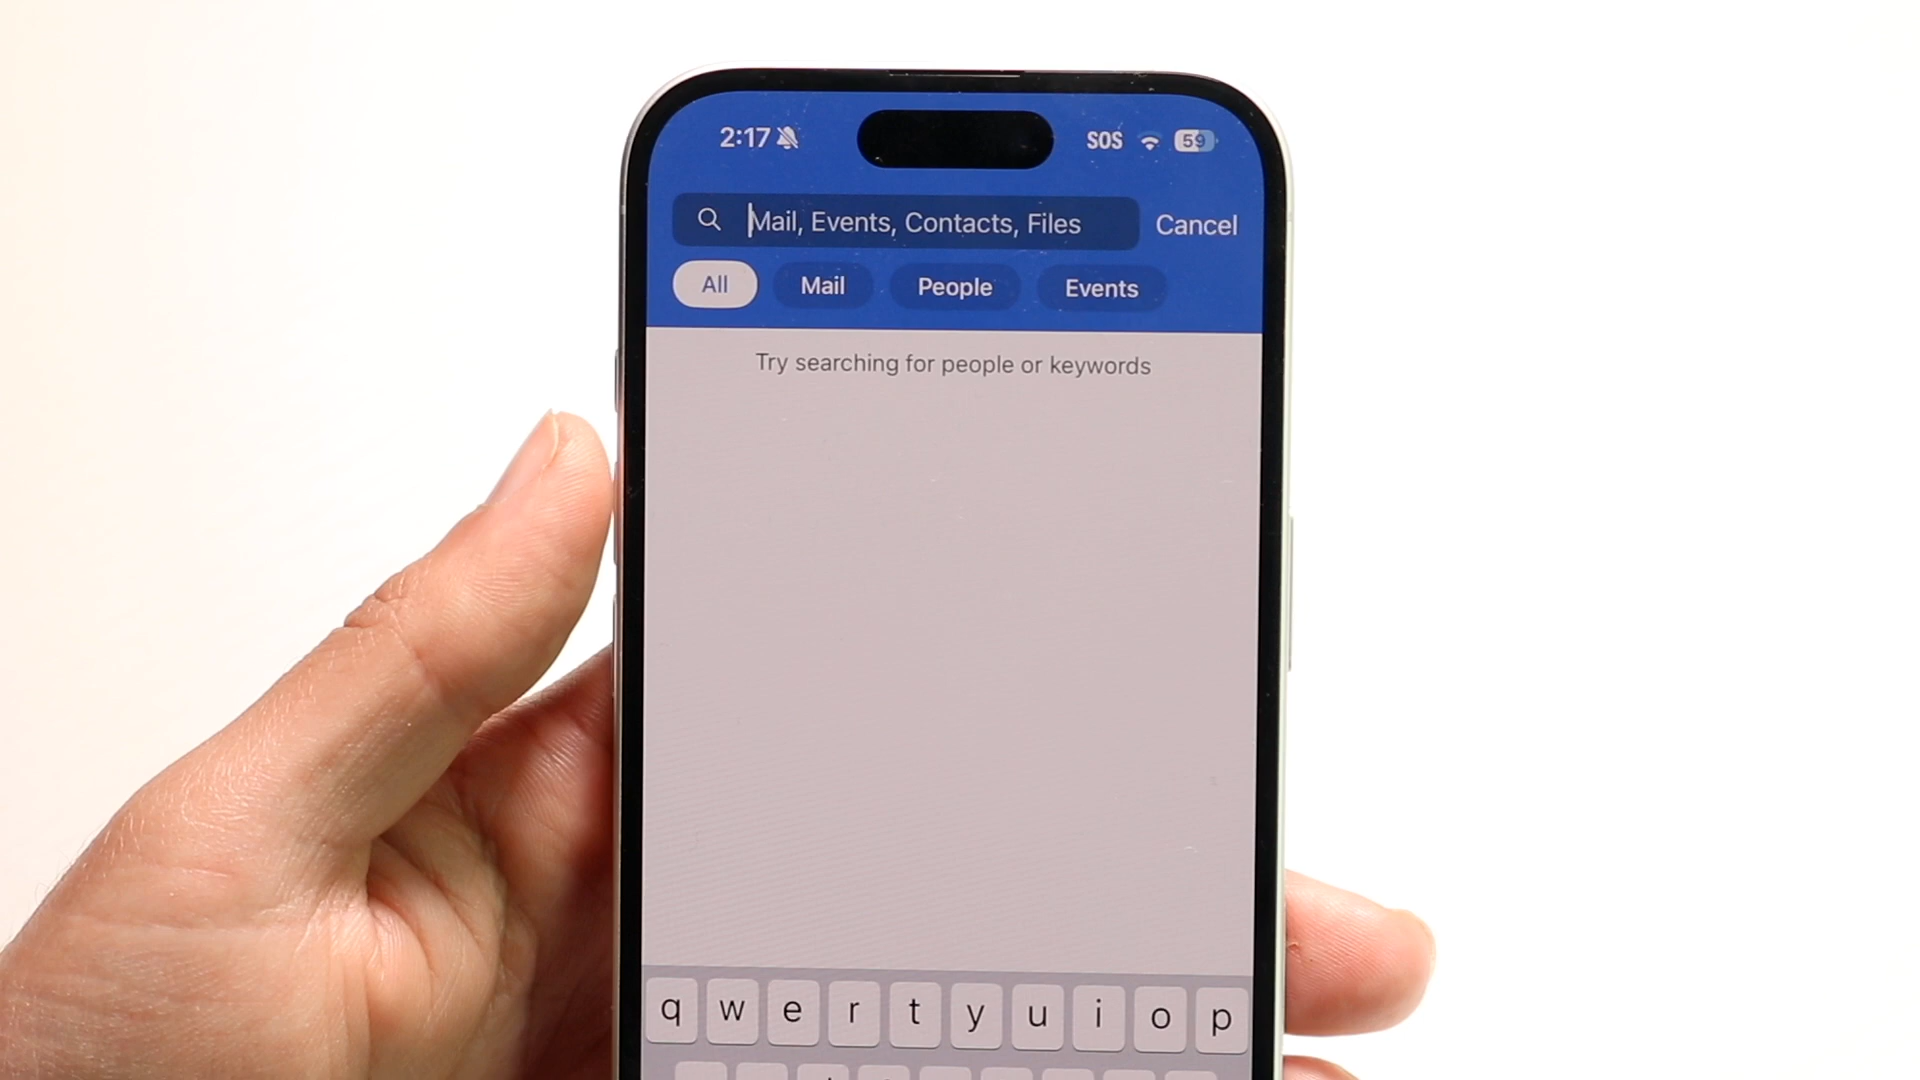 2:17 SOS 59
Mail, Events, Contacts, Files Cancel
All Mail People Events
Try searching for people or keywords
q w e r t y u i o p